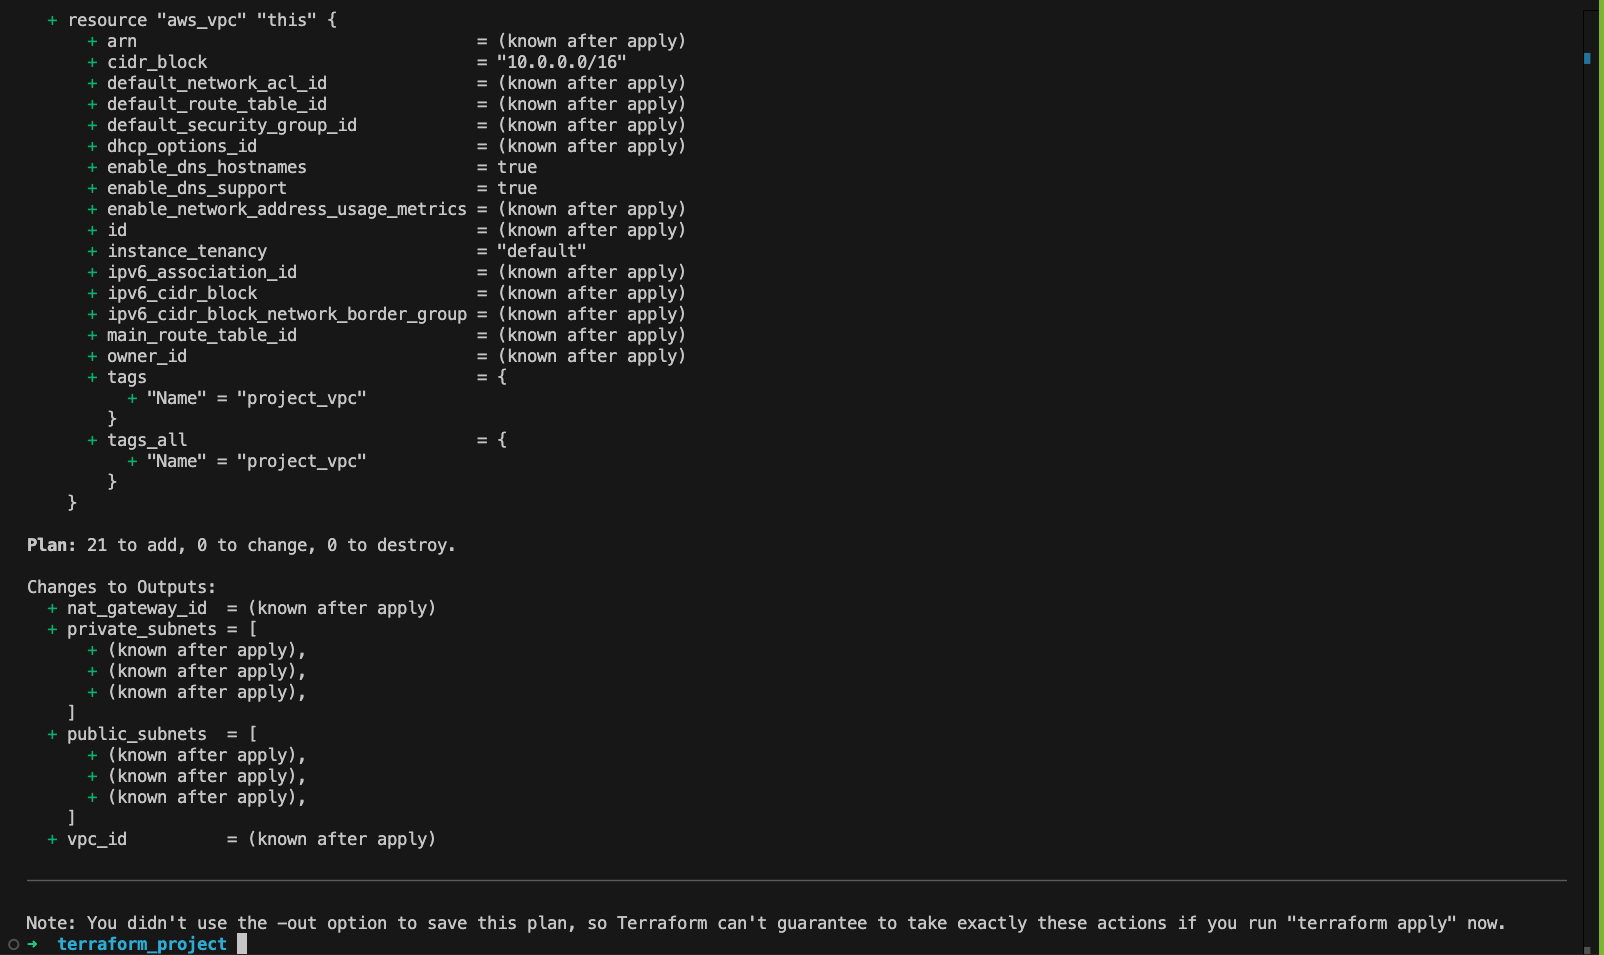 + resource "aws_vpc" "this" {
+ arn = (known after apply)
+ cidr_block = "10.0.0.0/16"
+ default_network_acl_id = (known after apply)
+ default_route_table_id = (known after apply)
+ default_security_group_id = (known after apply)
+ dhcp_options_id = (known after apply)
+ enable_dns_hostnames = true
+ enable_dns_support = true
+ enable_network_address_usage_metrics = (known after apply)
+ id = (known after apply)
+ instance_tenancy = "default"
+ ipv6_association_id = (known after apply)
+ ipv6_cidr_block = (known after apply)
+ ipv6_cidr_block_network_border_group = (known after apply)
+ main_route_table_id = (known after apply)
+ owner_id = (known after apply)
+ tags = {
+ "Name" = "project_vpc"
}
+ tags_all = {
+ "Name" = "project_vpc"
}
}
Plan: 21 to add, 0 to change, 0 to destroy.
Changes to Outputs:
+ nat_gateway_id = (known after apply)
+ private_subnets = [
+ (known after apply),
+ (known after apply),
+ (known after apply),
]
+ public_subnets = [
+ (known after apply),
+ (known after apply),
+ (known after apply),
]
+ vpc_id = (known after apply)
Note: You didn't use the -out option to save this plan, so Terraform can't guarantee to take exactly these actions if you run "terraform apply" now.
➜ terraform_project